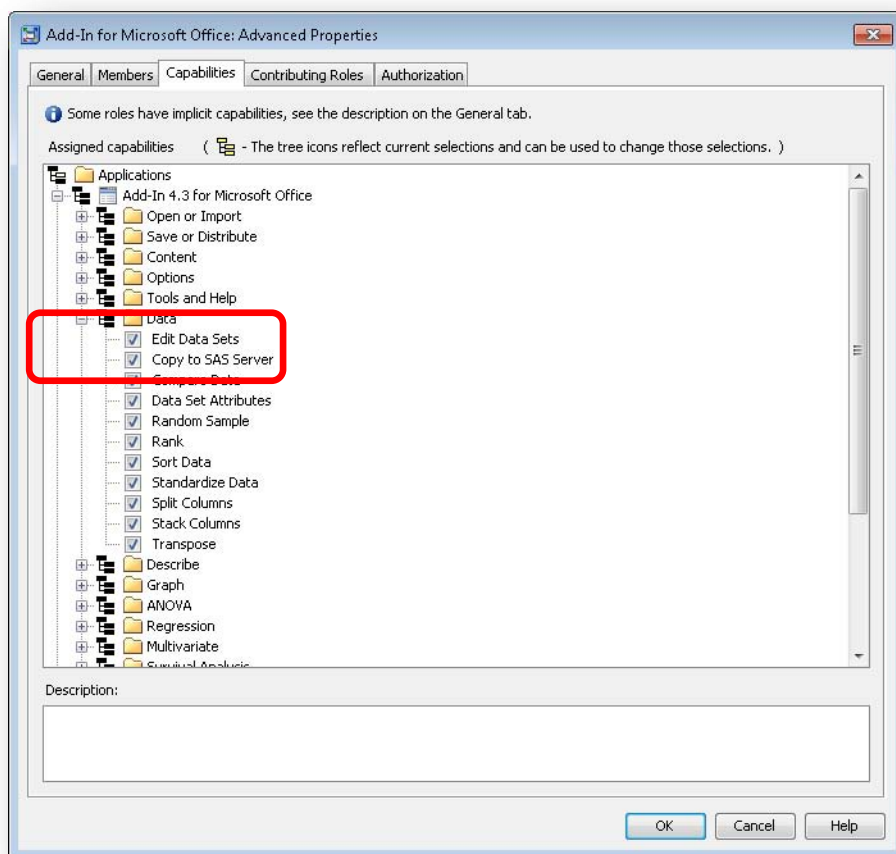 Add-In for Microsoft Office: Advanced Properties
General Members Capabilities Contributing Roles Authorization
Some roles have implicit capabilities, see the description on the General tab.
Assigned capabilities ( - The tree icons reflect current selections and can be used to change those selections. )
Applications
Add-In 4.3 for Microsoft Office
Open or Import
Save or Distribute
Content
Options
Tools and Help
Data
Edit Data Sets
Copy to SAS Server
Compare Data
Data Set Attributes
Random Sample
Rank
Sort Data
Standardize Data
Split Columns
Stack Columns
Transpose
Describe
Graph
ANOVA
Regression
Multivariate
Survival Analysis
Description:
OK Cancel Help